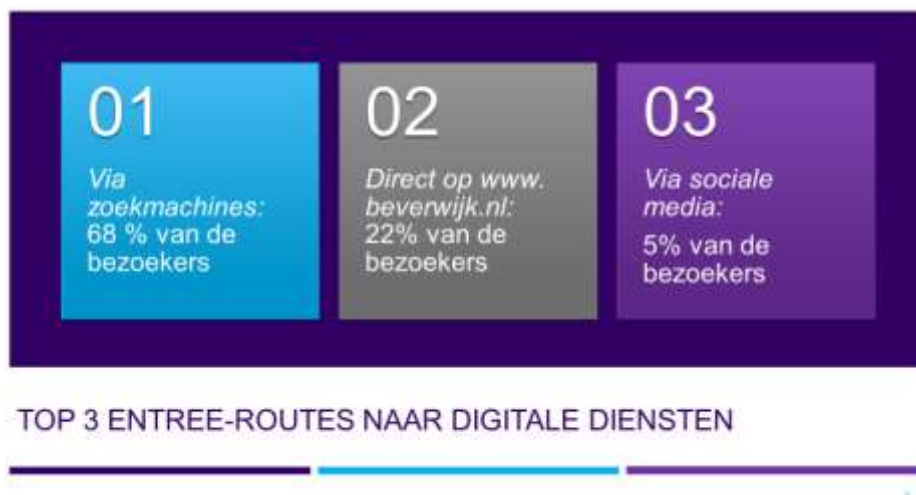 01
Via
zoekmachines:
68 % van de
bezoekers
02
Direct op www.
beverwijk.nl:
22% van de
bezoekers
03
Via sociale
media:
5% van de
bezoekers
TOP 3 ENTREE-ROUTES NAAR DIGITALE DIENSTEN